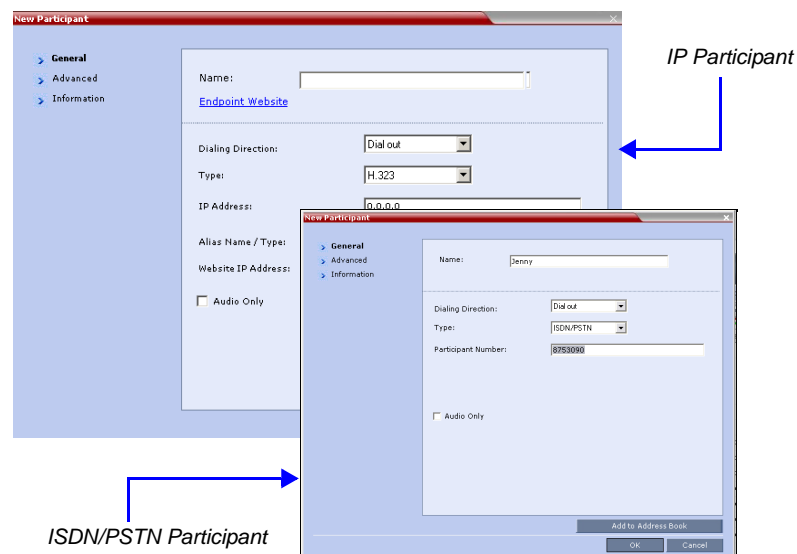 New Participant
General
Advanced
Information
Name:
Endpoint Website
Dialing Direction: Dial out
Type: H.323
IP Address: 0.0.0.0
Alias Name / Type:
Website IP Address:
Audio Only
IP Participant
New Participant
General
Advanced
Information
Name: Jenny
Dialing Direction: Dial out
Type: ISDN/PSTN
Participant Number: 8753090
Audio Only
Add to Address Book
OK Cancel
ISDN/PSTN Participant